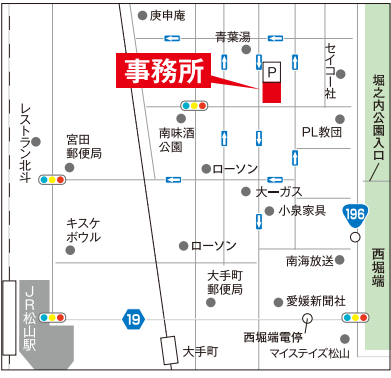 庚申庵
青葉湯
P
セイコー社
事務所
レストラン北斗
南味酒
公園
PL教団
堀之内公園入口
宮田
郵便局
ローソン
大一ガス
小泉家具
196
キスケ
ボウル
ローソン
南海放送
西堀端
大手町
郵便局
愛媛新聞社
JR松山駅
19
西堀端電停
大手町
マイステイズ松山